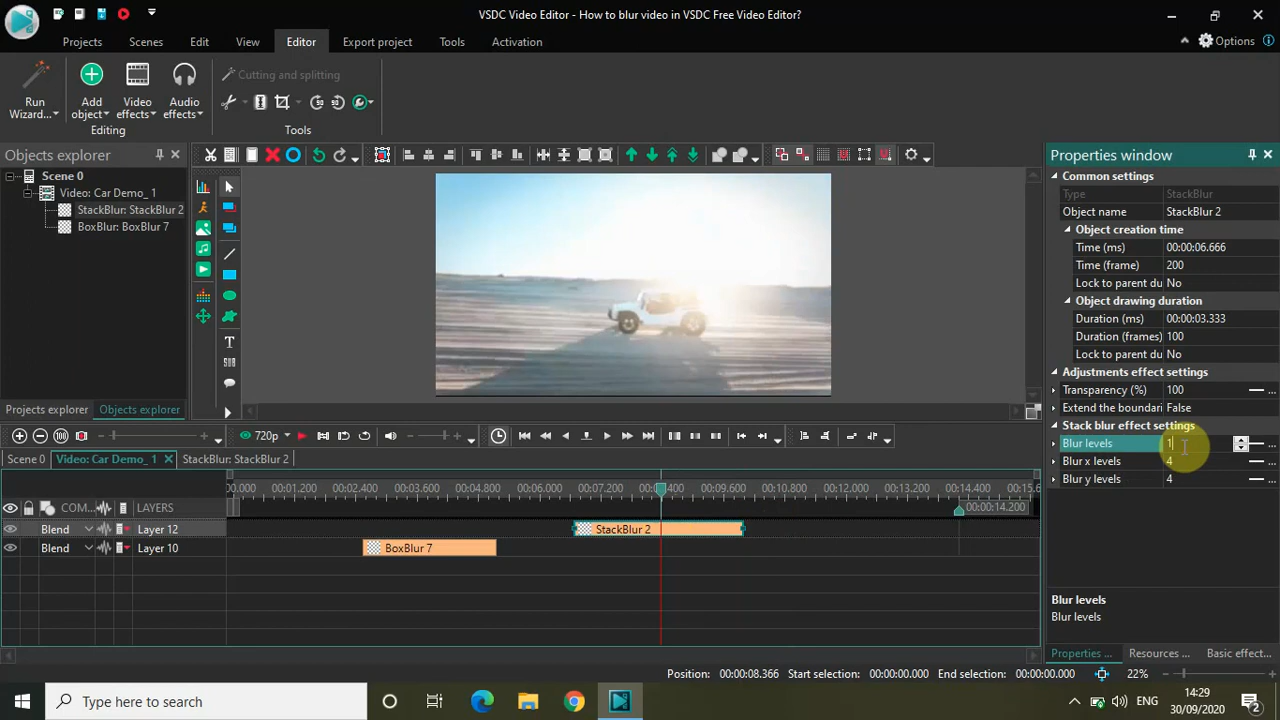 VSDC Video Editor - How to blur video in VSDC Free Video Editor?
Projects Scenes Edit View Editor Export project Tools Activation
Options
Run Wizard...
Add object
Video effects
Audio effects
Cutting and splitting
Editing
Tools
Objects explorer
Scene 0
Video: Car Demo_ 1
StackBlur: StackBlur 2
BoxBlur: BoxBlur 7
Projects explorer
Objects explorer
T
Properties window
Common settings
Type StackBlur
Object name StackBlur 2
Object creation time
Time (ms) 00:00:06.666
Time (frame) 200
Lock to parent du No
Object drawing duration
Duration (ms) 00:00:03.333
Duration (frames) 100
Lock to parent du No
Adjustments effect settings
Transparency (%) 100
Extend the boundari False
Stack blur effect settings
Blur levels 1
Blur x levels 4
Blur y levels 4
Blur levels
Blur levels
Properties ... Resources ... Basic effect...
720p
Scene 0 Video: Car Demo_ 1 StackBlur: StackBlur 2
0.000 00:01.200 00:02.400 00:03.600 00:04.800 00:06.000 00:07.200 00:08.400 00:09.600 00:10.800 00:12.000 00:13.200 00:14.400 00:15.6
00:00:14.200
COM... LAYERS
Blend Layer 12 StackBlur 2
Blend Layer 10 BoxBlur 7
Position: 00:00:08.366 Start selection: 00:00:00.000 End selection: 00:00:00.000 22%
Type here to search
ENG
14:29
30/09/2020
2